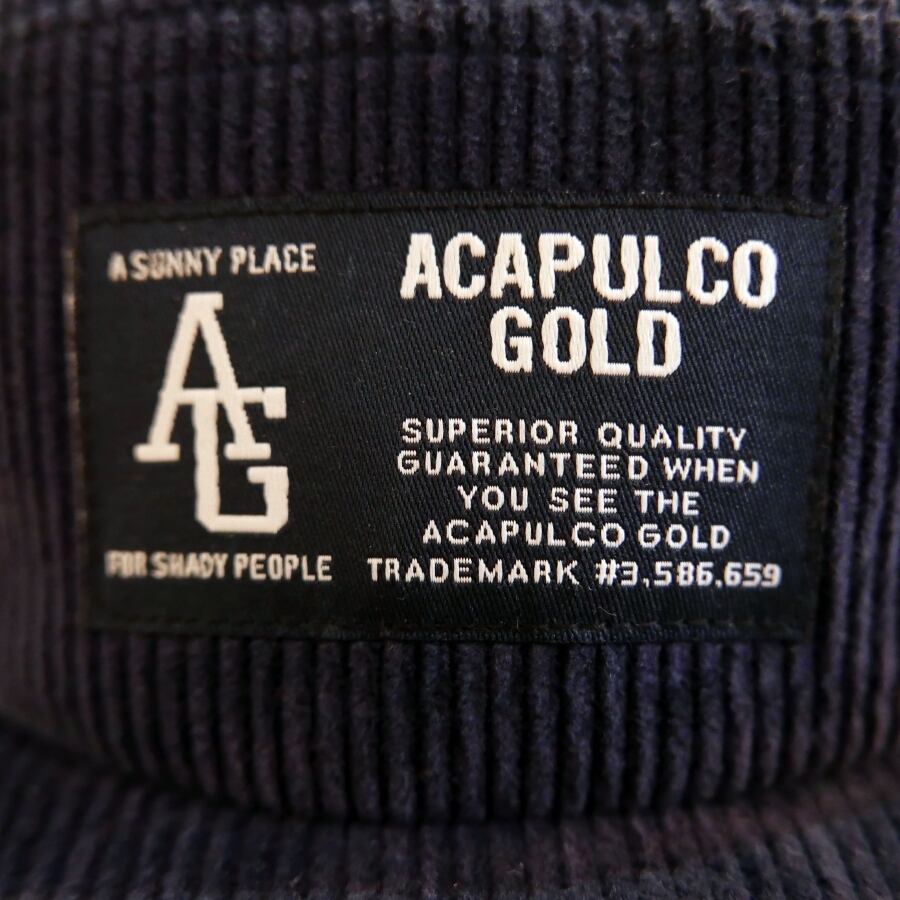 A SUNNY PLACE
AG
FOR SHADY PEOPLE
ACAPULCO
GOLD
SUPERIOR QUALITY
GUARANTEED WHEN
YOU SEE THE
ACAPULCO GOLD
TRADEMARK #3,586,659